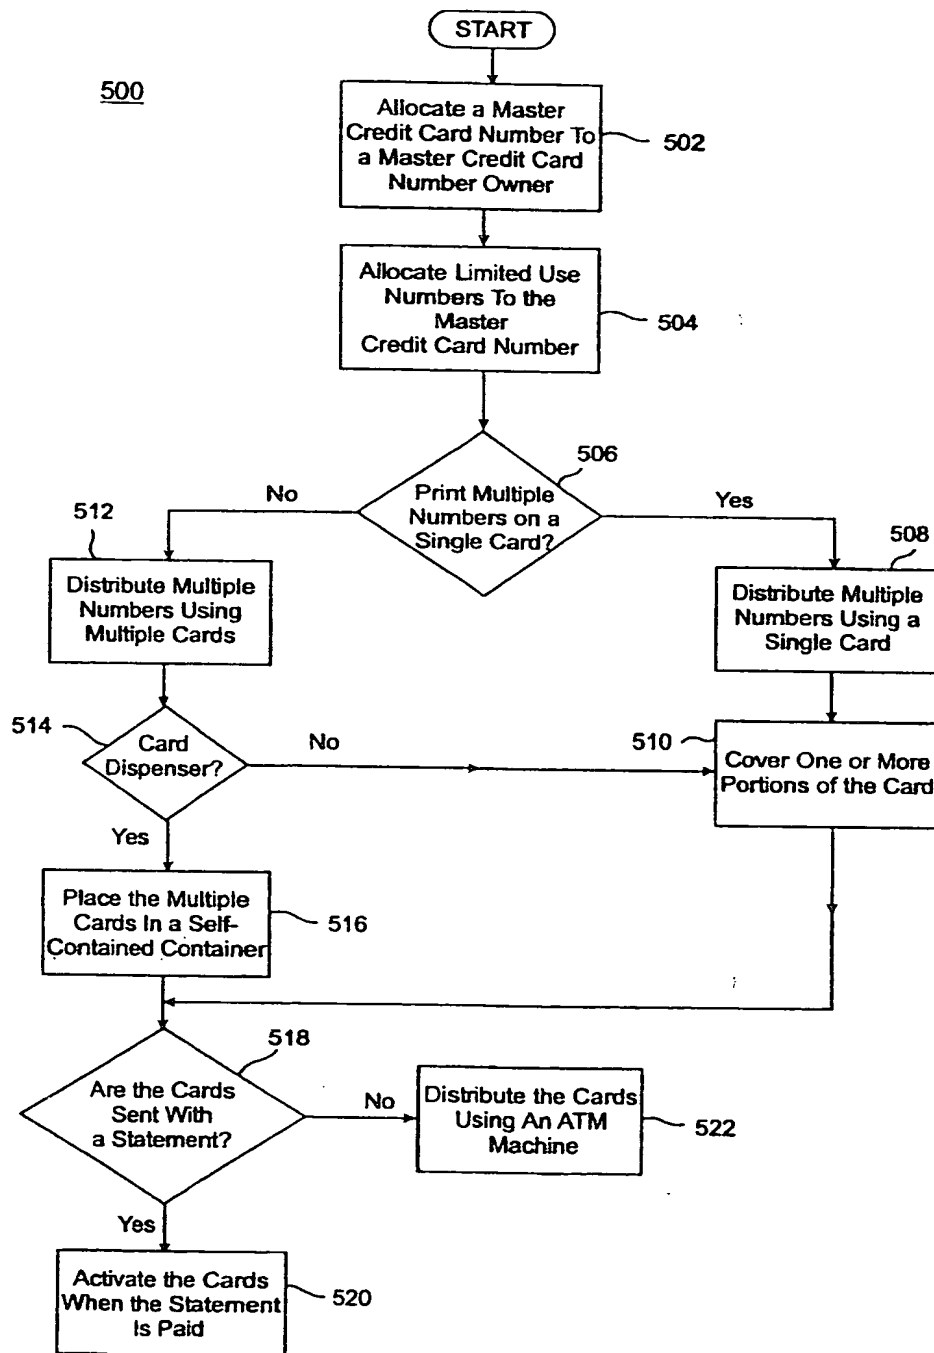 START
500
Allocate a Master
Credit Card Number To
a Master Credit Card
Number Owner
502
Allocate Limited Use
Numbers To the
Master
Credit Card Number
504
506
Print Multiple
Numbers on a
Single Card?
No
Yes
512
Distribute Multiple
Numbers Using
Multiple Cards
508
Distribute Multiple
Numbers Using a
Single Card
514
Card
Dispenser?
No
510
Cover One or More
Portions of the Card
Yes
Place the Multiple
Cards In a Self-
Contained Container
516
518
Are the Cards
Sent With
a Statement?
No
Distribute the Cards
Using An ATM
Machine
522
Yes
Activate the Cards
When the Statement
Is Paid
520